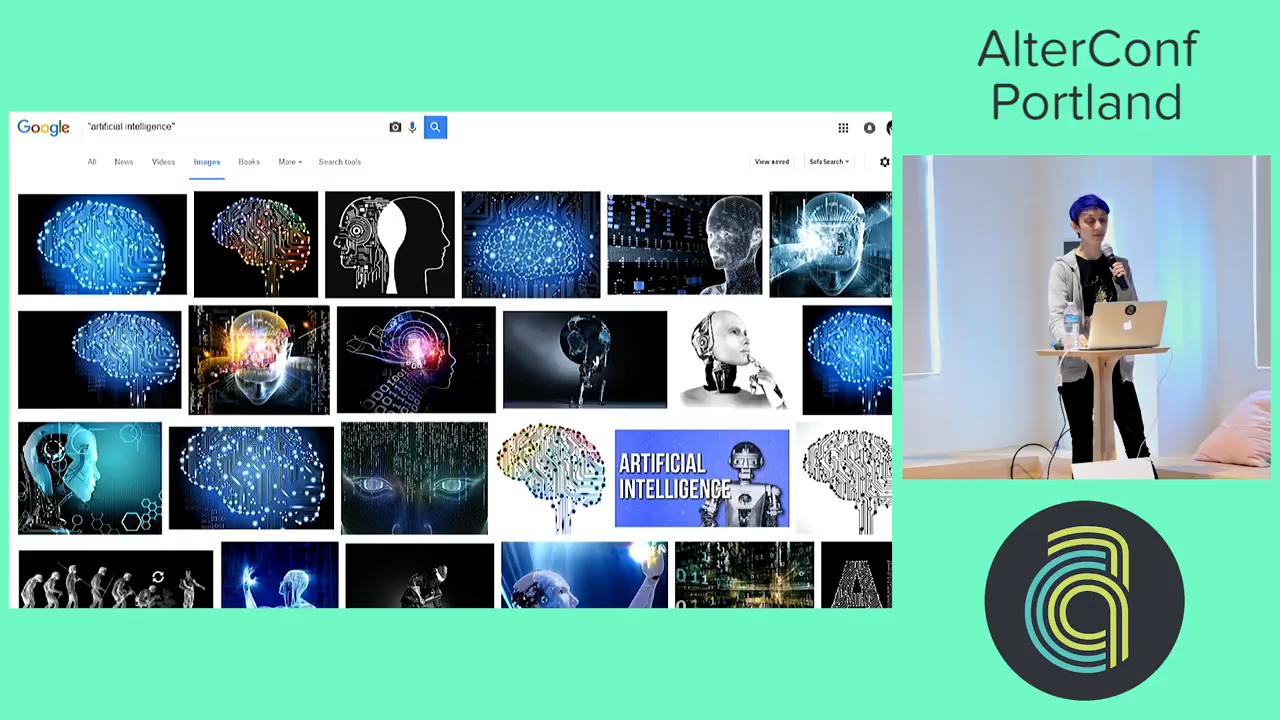 AlterConf
Portland
Google
"artificial intelligence"
All News Videos Images Books More Search tools
View saved SafeSearch
ARTIFICIAL
INTELLIGENCE